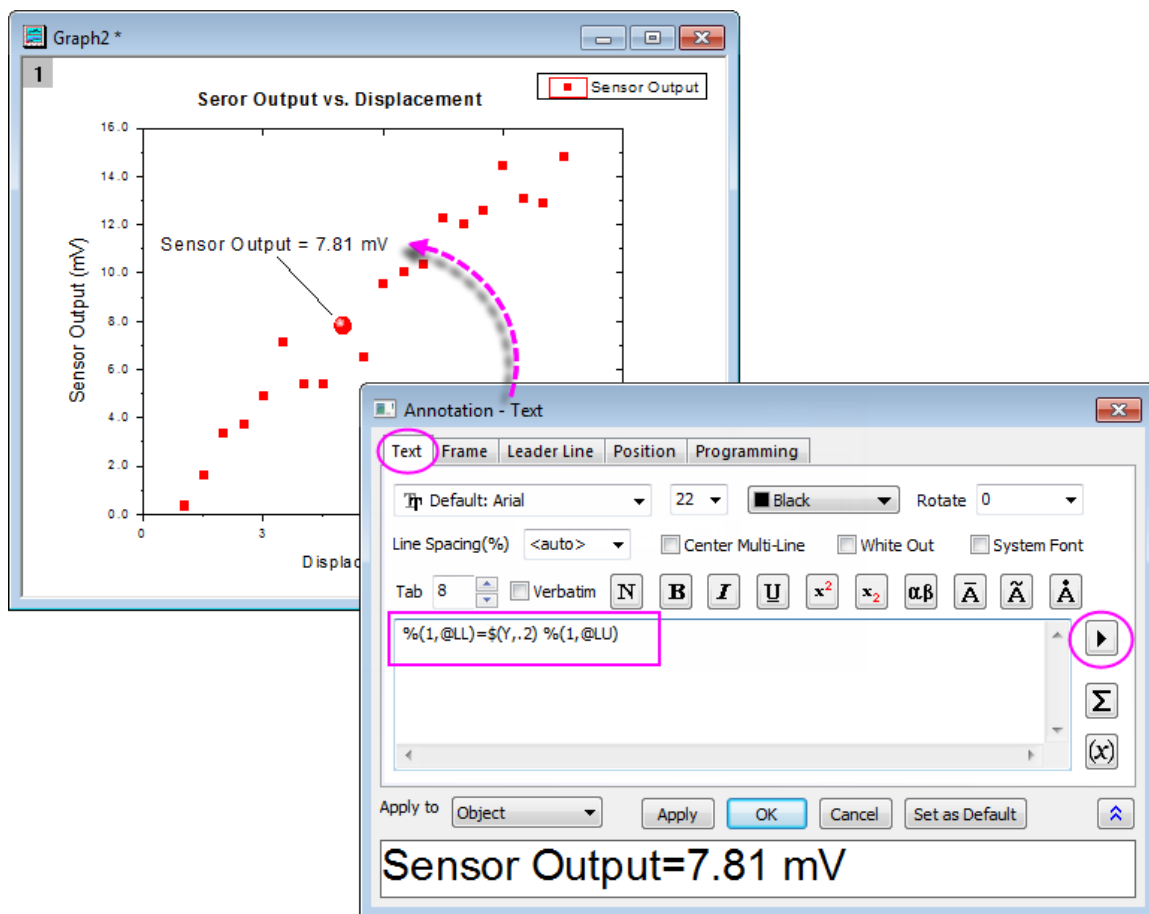 Graph2 *
1
Seror Output vs. Displacement
Sensor Output
16.0
14.0
12.0
10.0
8.0
6.0
4.0
2.0
0.0
Sensor Output (mV)
Sensor Output = 7.81 mV
0
3
Displac
Annotation - Text
Text Frame Leader Line Position Programming
Default: Arial 22 Black Rotate 0
Line Spacing(%) <auto> Center Multi-Line White Out System Font
Tab 8 Verbatim N B I U x² x₂ αβ Ā Ã Ȧ
%(1,@LL)=$(Y,.2) %(1,@LU)
Σ
(x)
Apply to Object Apply OK Cancel Set as Default
Sensor Output=7.81 mV